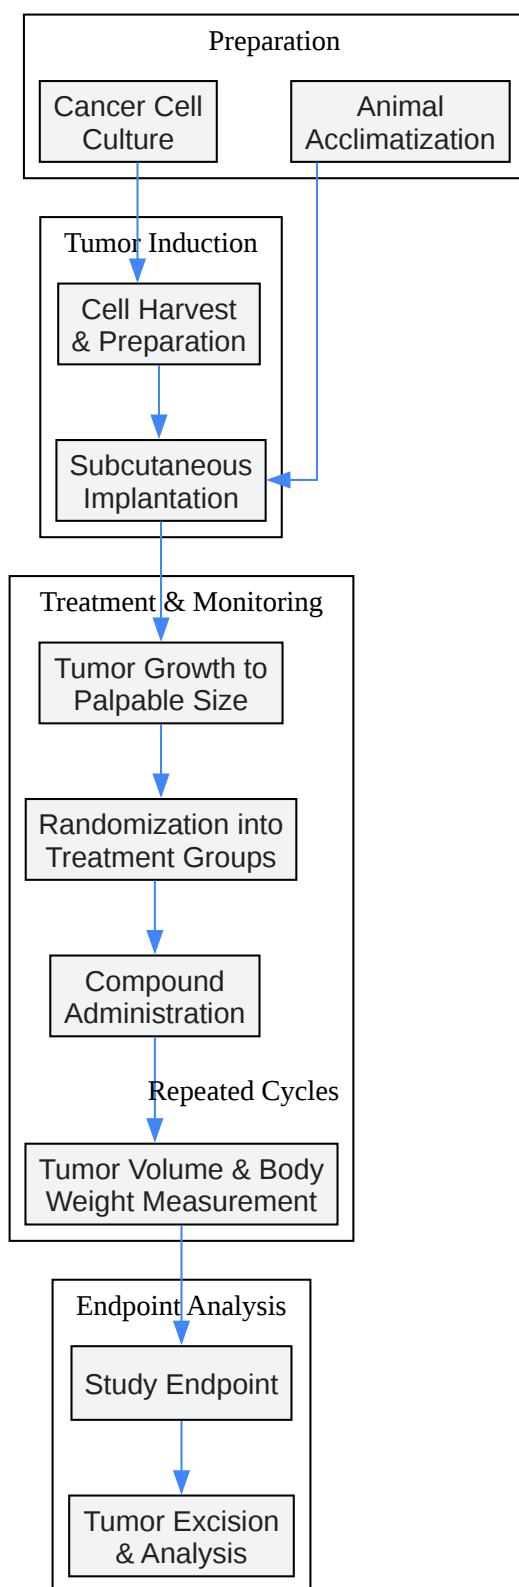 Preparation
Cancer Cell
Culture
Animal
Acclimatization
Tumor Induction
Cell Harvest
& Preparation
Subcutaneous
Implantation
Treatment & Monitoring
Tumor Growth to
Palpable Size
Randomization into
Treatment Groups
Compound
Administration
Repeated Cycles
Tumor Volume & Body
Weight Measurement
Endpoint Analysis
Study Endpoint
Tumor Excision
& Analysis